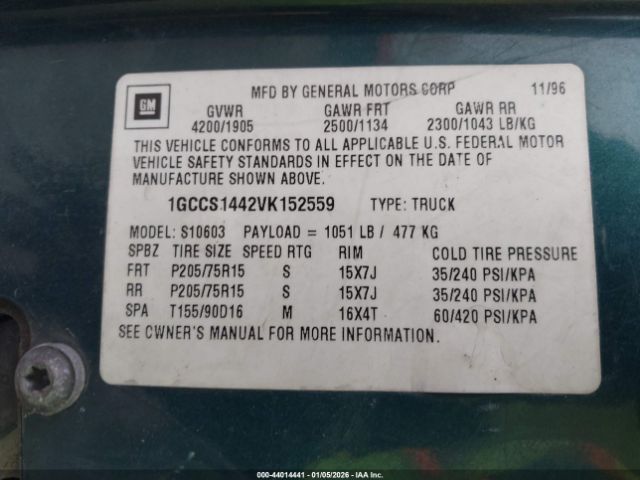 GM
MFD BY GENERAL MOTORS CORP 11/96
GVWR GAWR FRT GAWR RR
4200/1905 2500/1134 2300/1043 LB/KG
THIS VEHICLE CONFORMS TO ALL APPLICABLE U.S. FEDERAL MOTOR
VEHICLE SAFETY STANDARDS IN EFFECT ON THE DATE OF
MANUFACTURE SHOWN ABOVE.
1GCCS1442VK152559 TYPE: TRUCK
MODEL: S10603 PAYLOAD = 1051 LB / 477 KG
SPBZ TIRE SIZE SPEED RTG RIM COLD TIRE PRESSURE
FRT P205/75R15 S 15X7J 35/240 PSI/KPA
RR P205/75R15 S 15X7J 35/240 PSI/KPA
SPA T155/90D16 M 16X4T 60/420 PSI/KPA
SEE OWNER'S MANUAL FOR MORE INFORMATION.
000-44014441 - 01/05/2026 - IAA Inc.